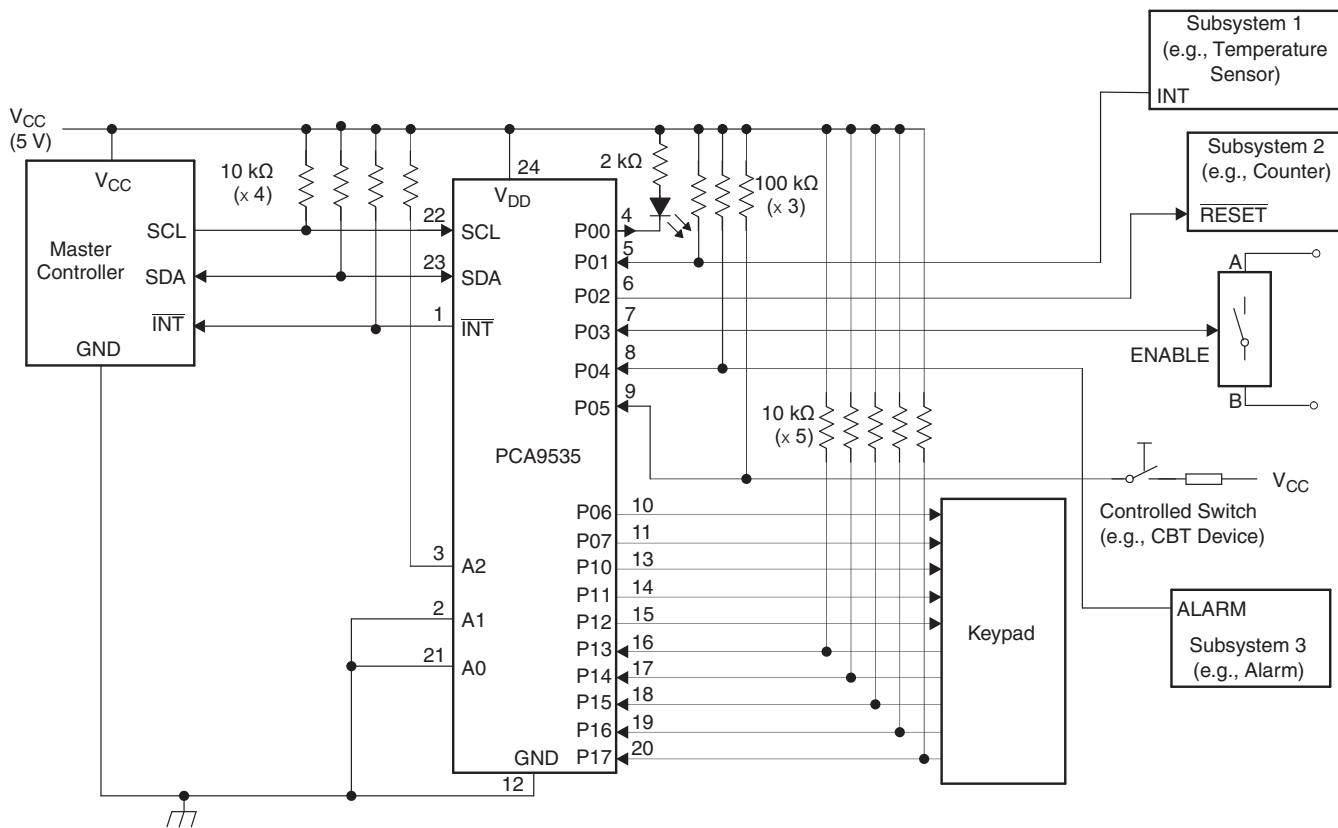 Subsystem 1
(e.g., Temperature
Sensor)
INT
VCC
(5 V)
Subsystem 2
(e.g., Counter)
RESET
VCC
10 kΩ
(× 4)
24
2 kΩ
100 kΩ
(× 3)
VDD
Master
Controller
SCL
22
SCL
P00
4
SDA
23
SDA
P01
5
P02
6
INT
1
INT
P03
7
GND
P04
8
P05
9
A
ENABLE
B
10 kΩ
(× 5)
PCA9535
VCC
Controlled Switch
(e.g., CBT Device)
P06
10
P07
11
3
A2
P10
13
P11
14
2
A1
P12
15
P13
16
21
A0
P14
17
P15
18
P16
19
GND
P17
20
12
Keypad
ALARM
Subsystem 3
(e.g., Alarm)